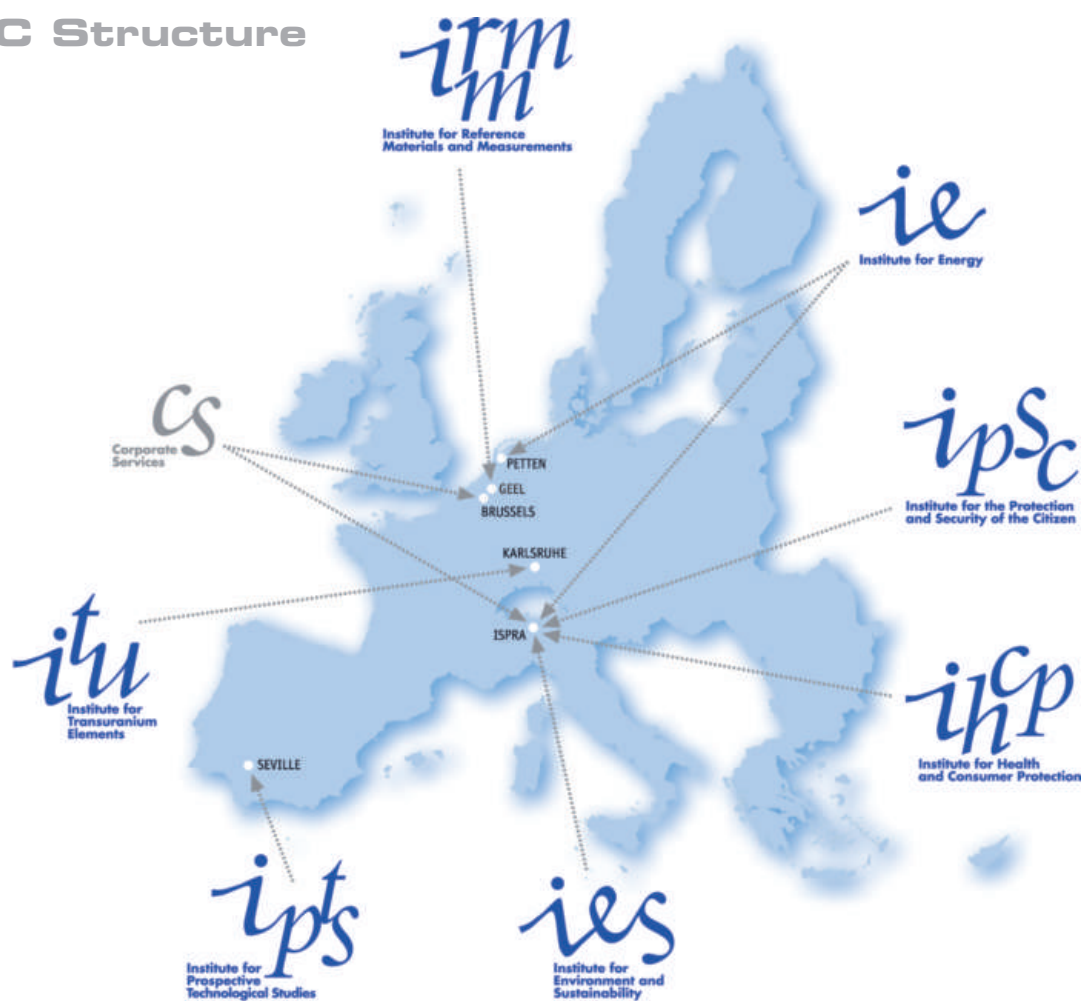 C Structure
irmm
Institute for Reference
Materials and Measurements
ie
Institute for Energy
cs
Corporate
Services
ipsc
Institute for the Protection
and Security of the Citizen
PETTEN
GEEL
BRUSSELS
KARLSRUHE
ISPRA
itu
Institute for
Transuranium
Elements
ihcp
Institute for Health
and Consumer Protection
SEVILLE
ipts
Institute for
Prospective
Technological Studies
ies
Institute for
Environment and
Sustainability